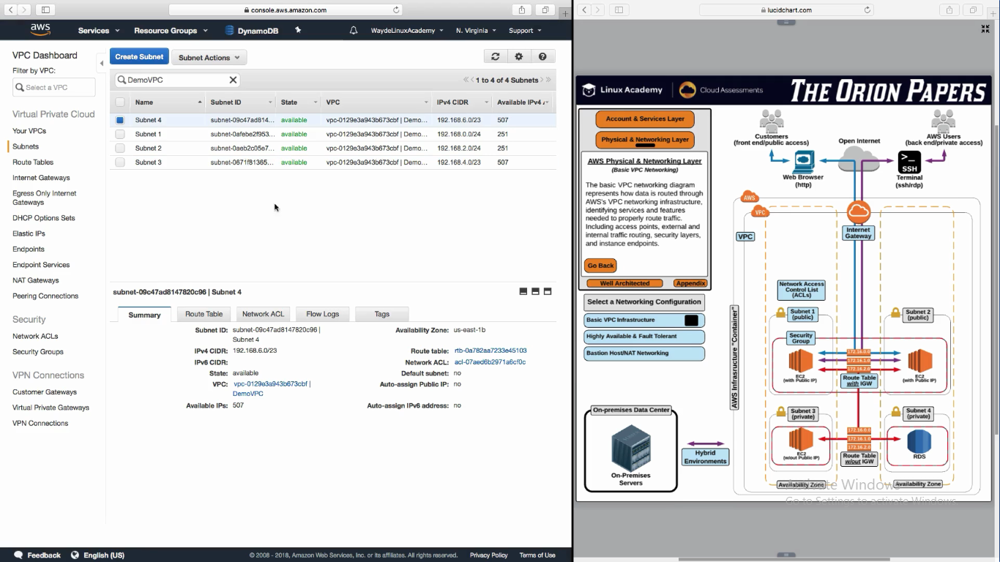 console.aws.amazon.com
aws
Services
Resource Groups
DynamoDB
WaydeLinuxAcademy
N. Virginia
Support
VPC Dashboard
Filter by VPC:
Select a VPC
Virtual Private Cloud
Your VPCs
Subnets
Route Tables
Internet Gateways
Egress Only Internet
Gateways
DHCP Options Sets
Elastic IPs
Endpoints
Endpoint Services
NAT Gateways
Peering Connections
Security
Network ACLs
Security Groups
VPN Connections
Customer Gateways
Virtual Private Gateways
VPN Connections
Create Subnet
Subnet Actions
DemoVPC
1 to 4 of 4 Subnets
Name Subnet ID State VPC IPv4 CIDR Available IPv4
Subnet 4 subnet-09c47ad814... available vpc-0129e3a943b673cbf | Demo... 192.168.6.0/23 507
Subnet 1 subnet-0afebe2f953... available vpc-0129e3a943b673cbf | Demo... 192.168.0.0/24 251
Subnet 2 subnet-0aeb2c05e7... available vpc-0129e3a943b673cbf | Demo... 192.168.2.0/24 251
Subnet 3 subnet-0671f81385... available vpc-0129e3a943b673cbf | Demo... 192.168.4.0/23 507
subnet-09c47ad8147820c96 | Subnet 4
Summary
Route Table
Network ACL
Flow Logs
Tags
Subnet ID: subnet-09c47ad8147820c96 |
Subnet 4
IPv4 CIDR: 192.168.6.0/23
IPv6 CIDR:
State: available
VPC: vpc-0129e3a943b673cbf |
DemoVPC
Available IPs: 507
Availability Zone: us-east-1b
Route table: rtb-0a782aa7233e45103
Network ACL: acl-07aed6b2971a6cf0c
Default subnet: no
Auto-assign Public IP: no
Auto-assign IPv6 address: no
Feedback
English (US)
© 2008 - 2018, Amazon Web Services, Inc. or its affiliates. All rights reserved.
Privacy Policy
Terms of Use
lucidchart.com
Linux Academy
Cloud Assessments
THE ORION PAPERS
Account & Services Layer
Physical & Networking Layer
AWS Physical & Networking Layer
(Basic VPC Networking)
The basic VPC networking diagram
represents how data is routed through
AWS's VPC networking infrastructure,
identifying services and features
needed to properly route traffic.
Including access points, external and
internal traffic routing, security layers,
and instance endpoints.
Go Back
Well Architected
Appendix
Select a Networking Configuration
Basic VPC Infrastructure
Highly Available & Fault Tolerant
Bastion Host/NAT Networking
On-premises Data Center
On-Premises
Servers
Hybrid
Environments
Customers
(front end/public access)
Open Internet
AWS Users
(back end/private access)
Web Browser
(http)
>_
SSH
Terminal
(ssh/rdp)
AWS
VPC
VPC
Internet
Gateway
AWS Infrastructure "Container"
Network Access
Control List
(ACLs)
Subnet 1
(public)
Subnet 2
(public)
Security
Group
EC2
(with Public IP)
172.16.0.0
172.16.1.0
172.16.2.0
Route Table
with IGW
EC2
(with Public IP)
Subnet 3
(private)
Subnet 4
(private)
EC2
(w/out Public IP)
172.16.0.0
172.16.1.0
172.16.2.0
Route Table
w/out IGW
RDS
Availability Zone
Availability Zone
Activate Windows
Go to Settings to activate Windows.